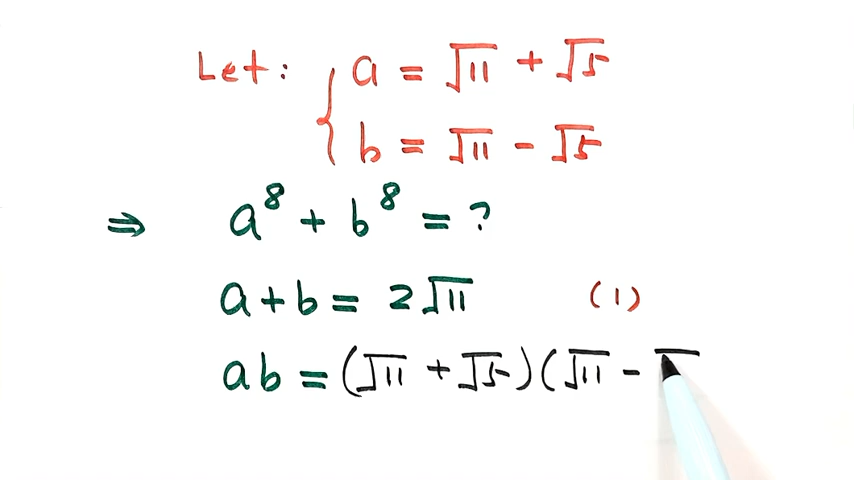 Let: { a = √11 + √5
b = √11 - √5
⇒ a⁸ + b⁸ = ?
a + b = 2√11 (1)
ab = (√11 + √5)(√11 - √